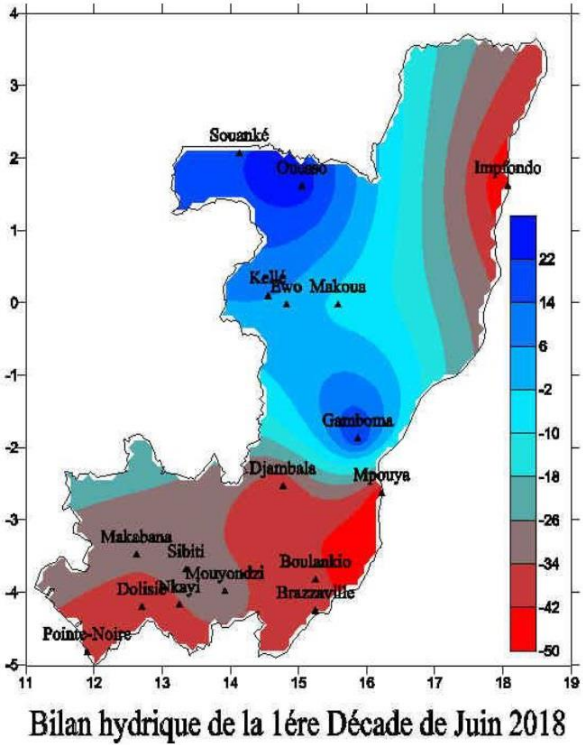 4
3
2
1
0
-1
-2
-3
-4
-5
Souanké
Ouesso
Impfondo
Kellé
Ewo
Makoua
Gamboma
Djambala
Mpouya
Makabana
Sibiti
Mouyondzi
Dolisie
Nkayi
Boulankio
Brazzaville
Pointe-Noire
22
14
6
-2
-10
-18
-26
-34
-42
-50
11 12 13 14 15 16 17 18 19
Bilan hydrique de la 1ére Décade de Juin 2018